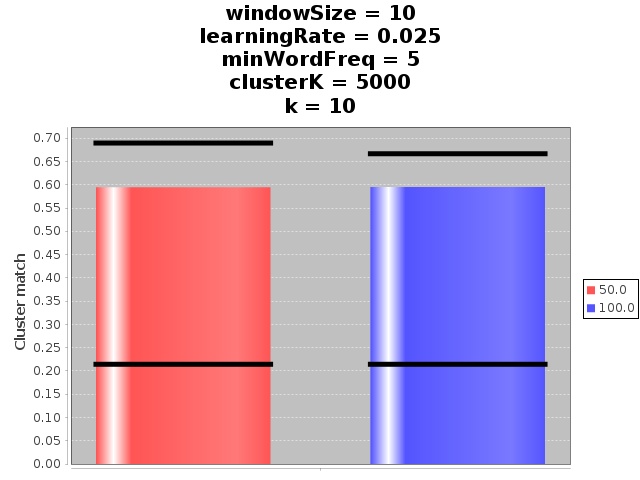 windowSize = 10
learningRate = 0.025
minWordFreq = 5
clusterK = 5000
k = 10
0.70
0.65
0.60
0.55
0.50
0.45
0.40
0.35
0.30
0.25
0.20
0.15
0.10
0.05
0.00
Cluster match
50.0
100.0